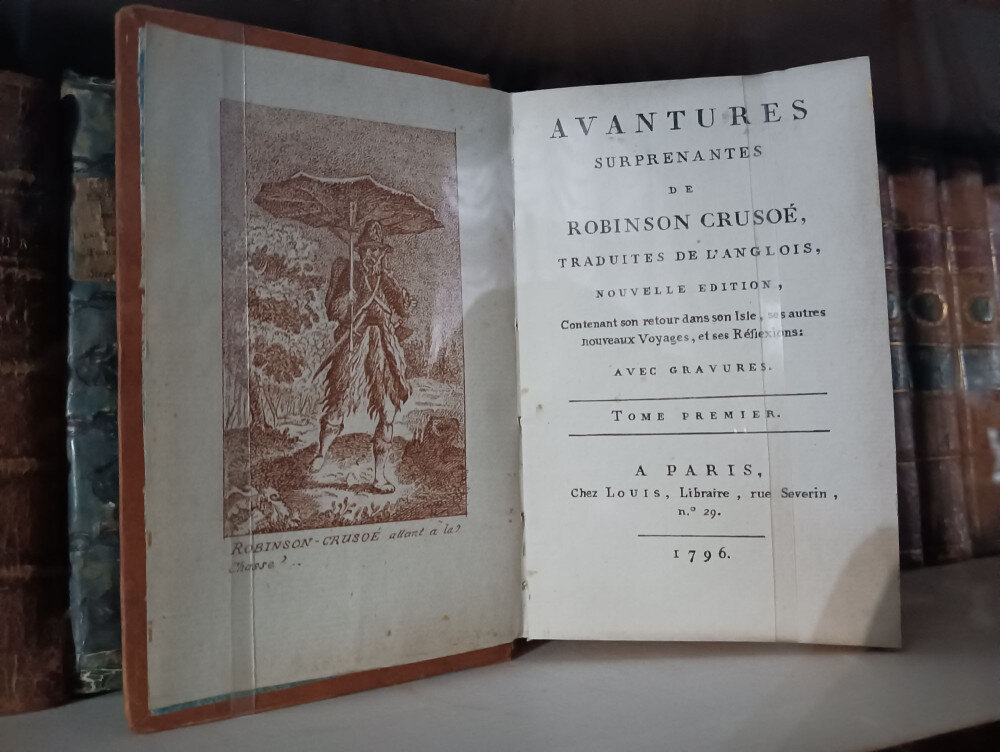 ROBINSON-CRUSOÉ allant à la
Chasse
AVANTURES
SURPRENANTES
DE
ROBINSON CRUSOÉ,
TRADUITES DE L'ANGLOIS,
NOUVELLE EDITION,
Contenant son retour dans son Isle, ses autres
nouveaux Voyages, et ses Réflexions:
AVEC GRAVURES.
TOME PREMIER.
A PARIS,
Chez LOUIS, Libraire, rue Severin,
n.º 29.
1796.